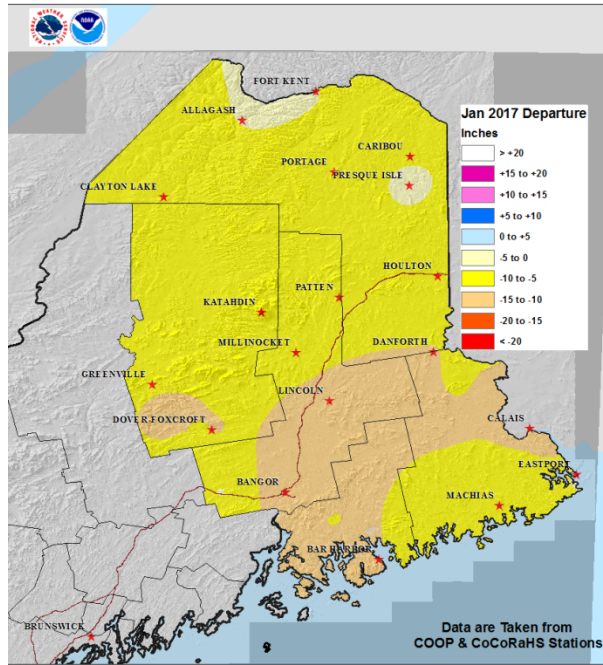 NOAA
FORT KENT
ALLAGASH
CARIBOU
PORTAGE
PRESQUE ISLE
CLAYTON LAKE
HOULTON
PATTEN
KATAHDIN
MILLINOCKET
DANFORTH
GREENVILLE
LINCOLN
DOVER-FOXCROFT
CALAIS
EASTPORT
BANGOR
MACHIAS
BAR HARBOR
BRUNSWICK
Jan 2017 Departure
Inches
> +20
+15 to +20
+10 to +15
+5 to +10
0 to +5
-5 to 0
-10 to -5
-15 to -10
-20 to -15
< -20
Data are Taken from
COOP & CoCoRaHS Stations